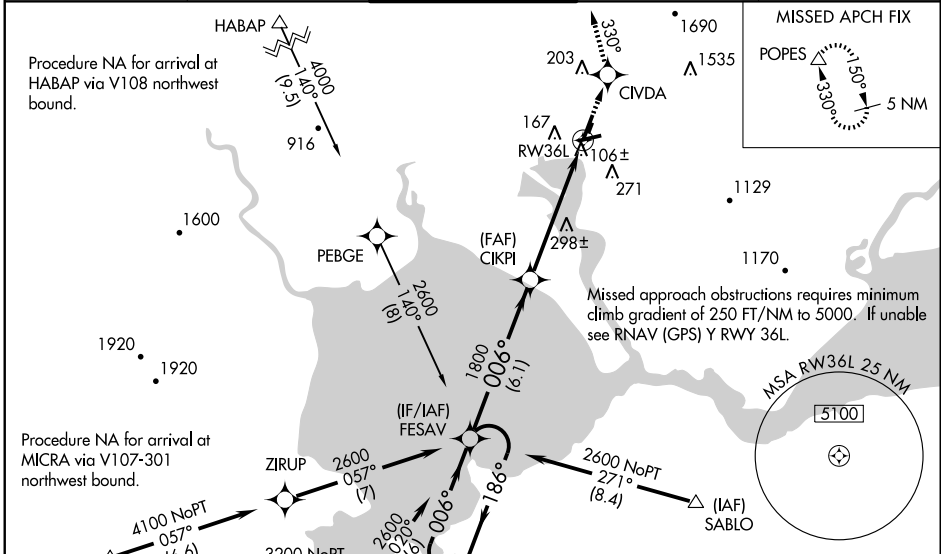 HABAP
4000
140°
(9.5)
Procedure NA for arrival at
HABAP via V108 northwest
bound.
916
1600
PEBGE
2600
140°
(8)
1920
1920
Procedure NA for arrival at
MICRA via V107-301
northwest bound.
ZIRUP
2600
057°
(7)
4100 NoPT
057°
3200 NoPT
2600
020°
006°
186°
(IF/IAF)
FESAV
1800
006°
(6.1)
(FAF)
CIKPI
298±
271
106±
RW36L
167
203
CIVDA
330°
1690
1535
MISSED APCH FIX
POPES
330°
150°
5 NM
1129
1170
Missed approach obstructions requires minimum
climb gradient of 250 FT/NM to 5000.  If unable
see RNAV (GPS) Y RWY 36L.
MSA RW36L 25 NM
5100
2600 NoPT
271°
(8.4)
(IAF)
SABLO